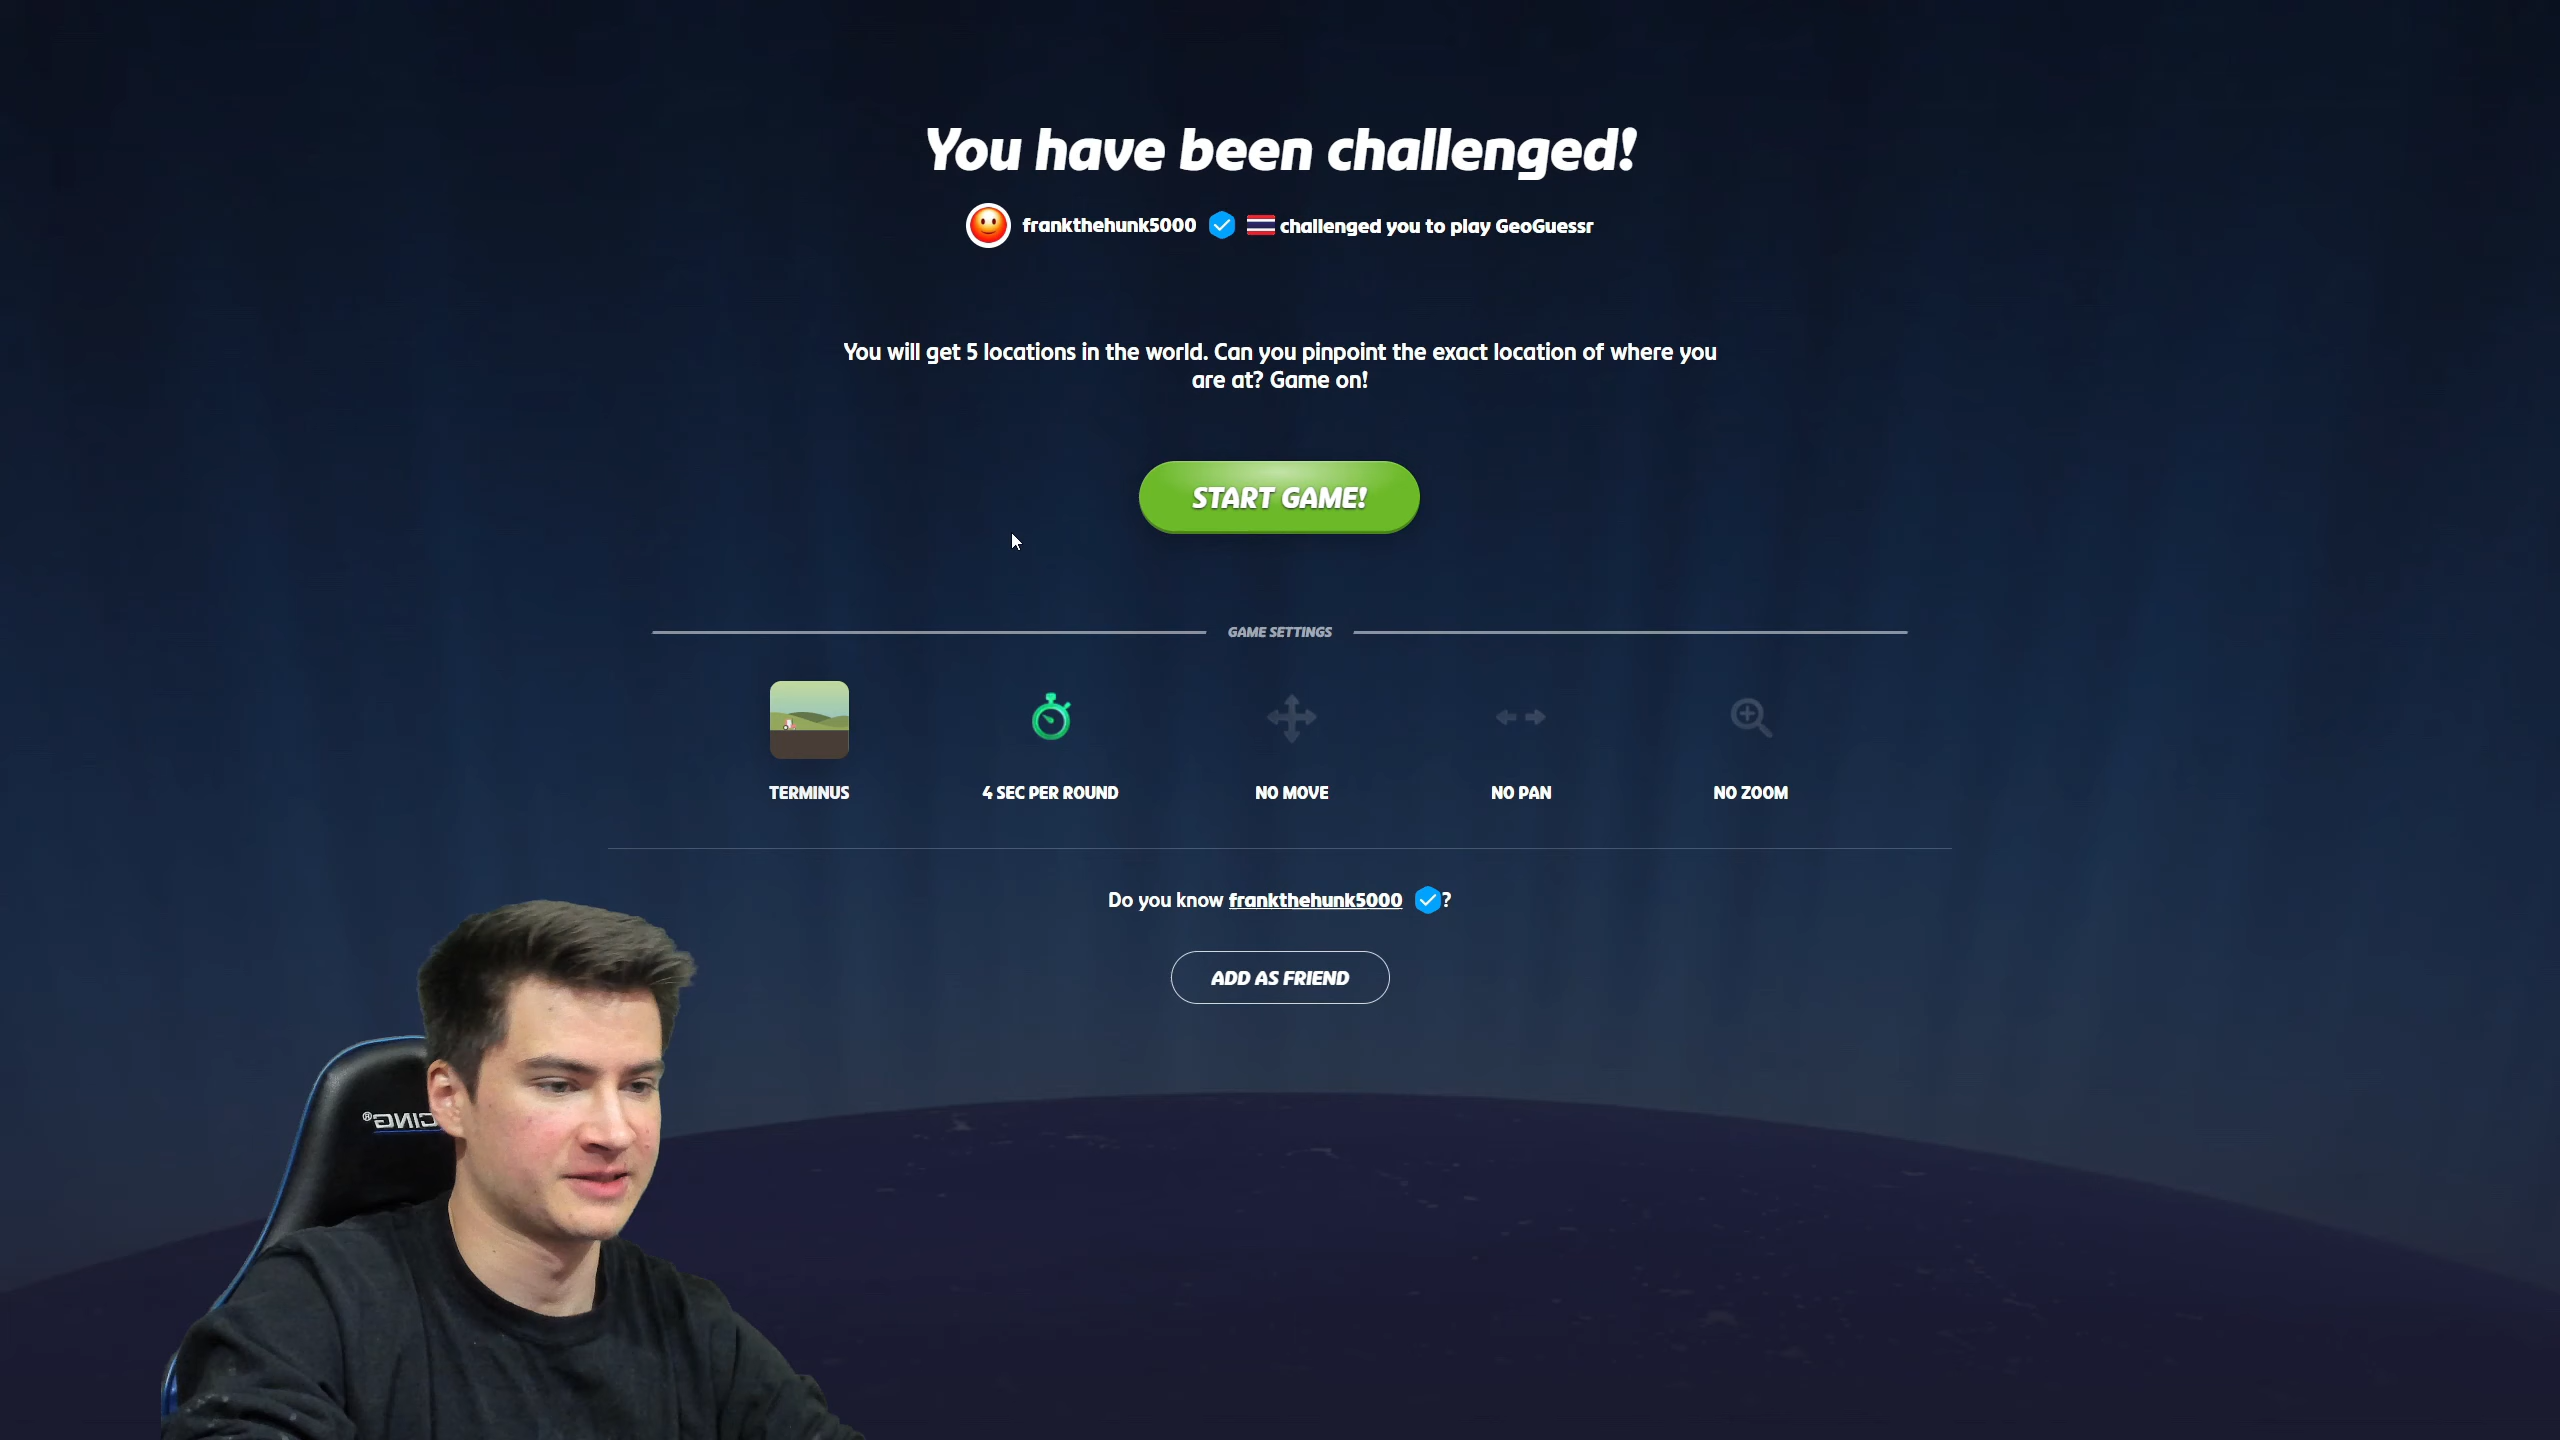 You have been challenged!
frankthehunk5000 challenged you to play GeoGuessr
You will get 5 locations in the world. Can you pinpoint the exact location of where you
are at? Game on!
START GAME!
GAME SETTINGS
TERMINUS
4 SEC PER ROUND
NO MOVE
NO PAN
NO ZOOM
Do you know frankthehunk5000 ?
ADD AS FRIEND
CING®